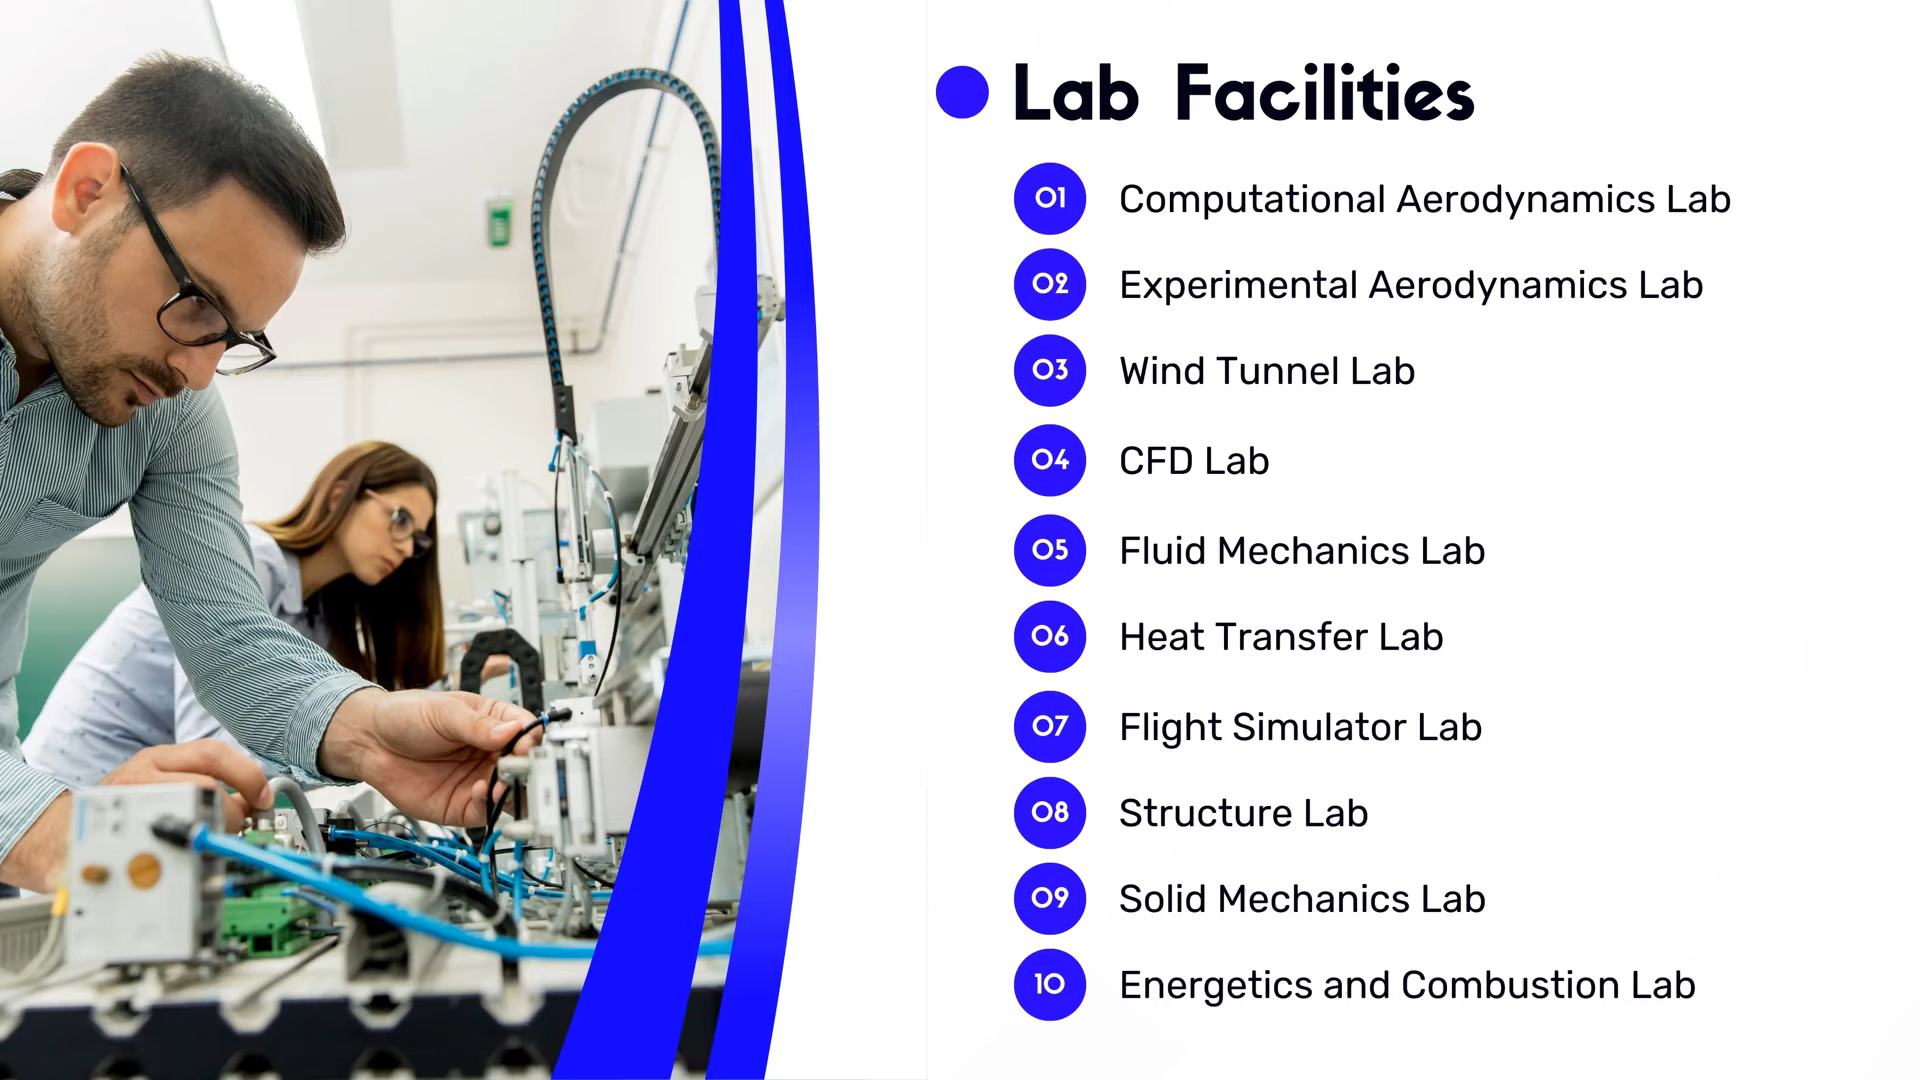 Lab Facilities
01 Computational Aerodynamics Lab
02 Experimental Aerodynamics Lab
03 Wind Tunnel Lab
04 CFD Lab
05 Fluid Mechanics Lab
06 Heat Transfer Lab
07 Flight Simulator Lab
08 Structure Lab
09 Solid Mechanics Lab
10 Energetics and Combustion Lab